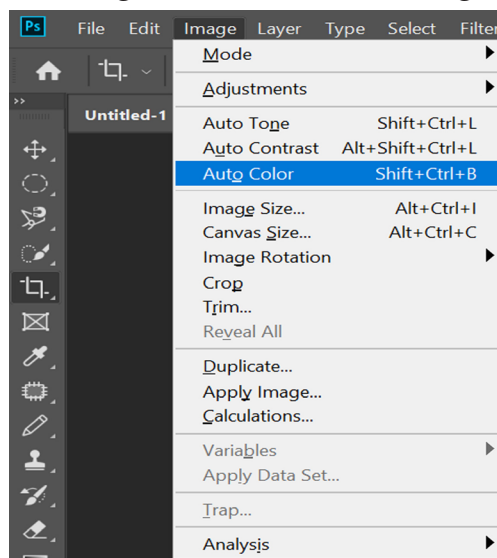 Ps File Edit Image Layer Type Select Filter
Mode
Adjustments
Untitled-1
Auto Tone Shift+Ctrl+L
Auto Contrast Alt+Shift+Ctrl+L
Auto Color Shift+Ctrl+B
Image Size... Alt+Ctrl+I
Canvas Size... Alt+Ctrl+C
Image Rotation
Crop
Trim...
Reveal All
Duplicate...
Apply Image...
Calculations...
Variables
Apply Data Set...
Trap...
Analysis